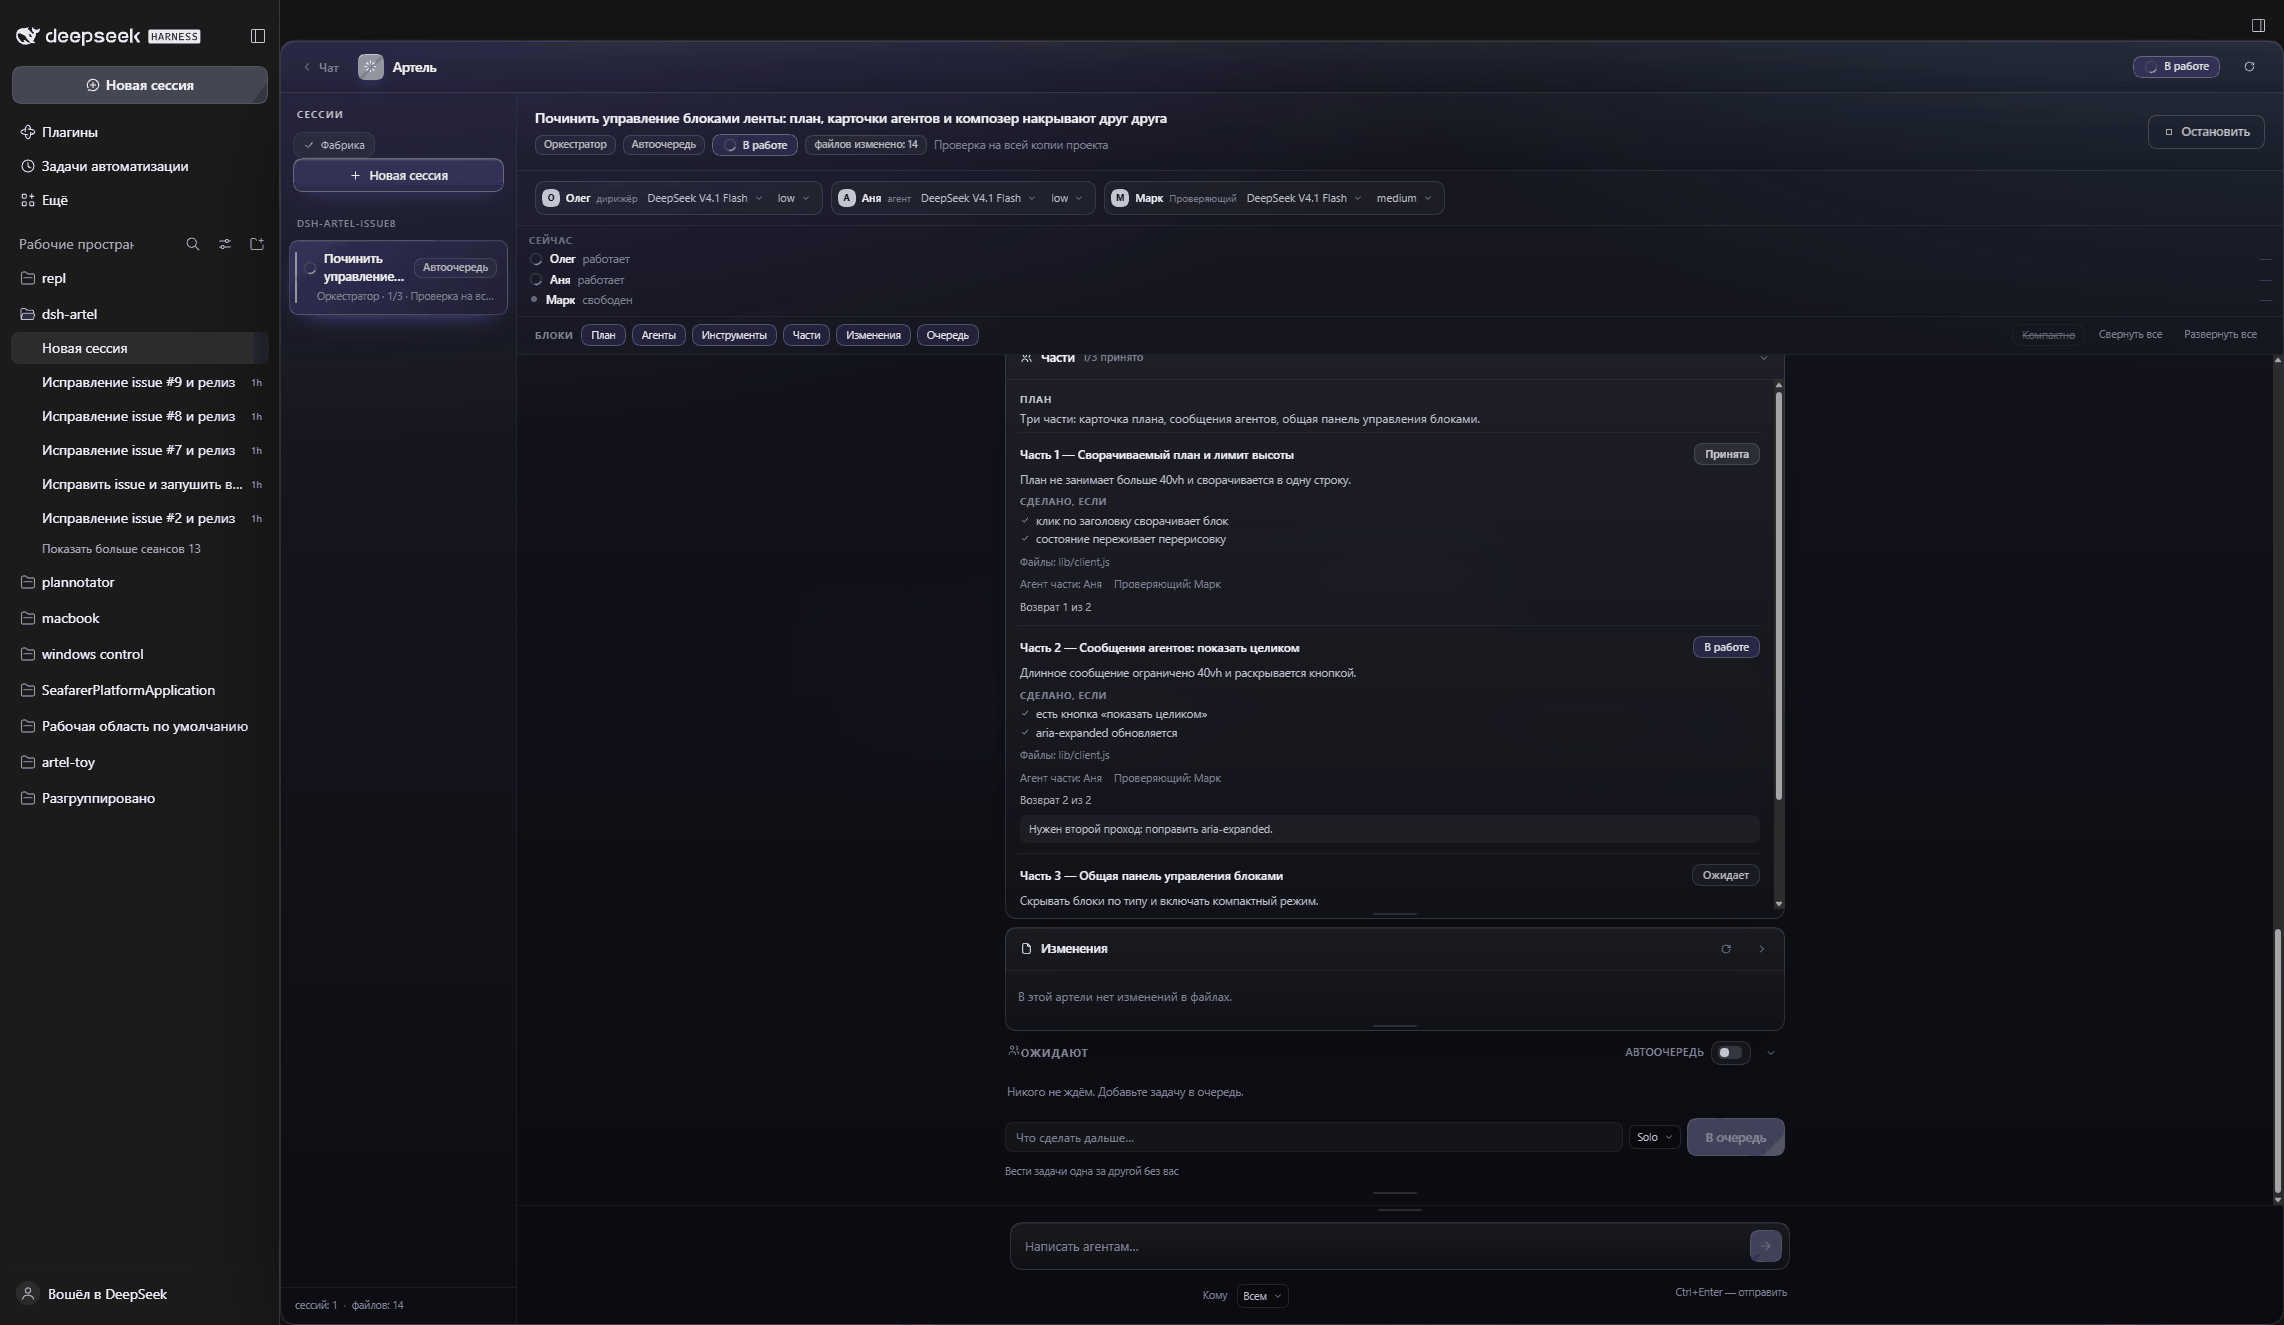 deepseek HARNESS
Новая сессия
Плагины
Задачи автоматизации
Ещё
Рабочие простран
repl
dsh-artel
Новая сессия
Исправление issue #9 и релиз 1h
Исправление issue #8 и релиз 1h
Исправление issue #7 и релиз 1h
Исправить issue и запушить в... 1h
Исправление issue #2 и релиз 1h
Показать больше сеансов 13
plannotator
macbook
windows control
SeafarerPlatformApplication
Рабочая область по умолчанию
artel-toy
Разгруппировано
Вошёл в DeepSeek
Чат
Артель
В работе
СЕССИИ
Фабрика
+ Новая сессия
DSH-ARTEL-ISSUE8
Починить управление...
Автоочередь
Оркестратор · 1/3 · Проверка на вс...
сессий: 1 · файлов: 14
Починить управление блоками ленты: план, карточки агентов и композер накрывают друг друга
Оркестратор Автоочередь В работе файлов изменено: 14 Проверка на всей копии проекта
Остановить
О Олег дирижёр DeepSeek V4.1 Flash low
А Аня агент DeepSeek V4.1 Flash low
М Марк Проверяющий DeepSeek V4.1 Flash medium
СЕЙЧАС
Олег работает
Аня работает
Марк свободен
БЛОКИ План Агенты Инструменты Части Изменения Очередь
Компактно Свернуть все Развернуть все
Части 1/3 принято
ПЛАН
Три части: карточка плана, сообщения агентов, общая панель управления блоками.
Часть 1 — Сворачиваемый план и лимит высоты Принята
План не занимает больше 40vh и сворачивается в одну строку.
СДЕЛАНО, ЕСЛИ
клик по заголовку сворачивает блок
состояние переживает перерисовку
Файлы: lib/client.js
Агент части: Аня Проверяющий: Марк
Возврат 1 из 2
Часть 2 — Сообщения агентов: показать целиком В работе
Длинное сообщение ограничено 40vh и раскрывается кнопкой.
СДЕЛАНО, ЕСЛИ
есть кнопка «показать целиком»
aria-expanded обновляется
Файлы: lib/client.js
Агент части: Аня Проверяющий: Марк
Возврат 2 из 2
Нужен второй проход: поправить aria-expanded.
Часть 3 — Общая панель управления блоками Ожидает
Скрывать блоки по типу и включать компактный режим.
Изменения
В этой артели нет изменений в файлах.
ОЖИДАЮТ АВТООЧЕРЕДЬ
Никого не ждём. Добавьте задачу в очередь.
Что сделать дальше... Solo В очередь
Вести задачи одна за другой без вас
Написать агентам...
Кому Всем
Ctrl+Enter — отправить